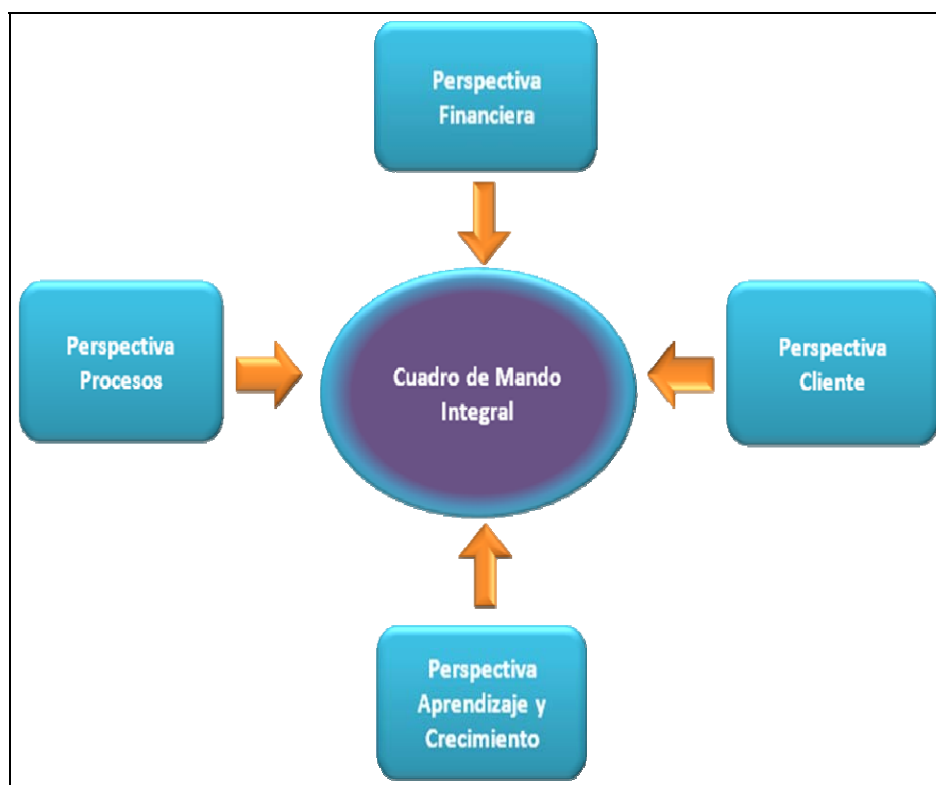 Perspectiva
Financiera
Perspectiva
Procesos
Cuadro de Mando
Integral
Perspectiva
Cliente
Perspectiva
Aprendizaje y
Crecimiento